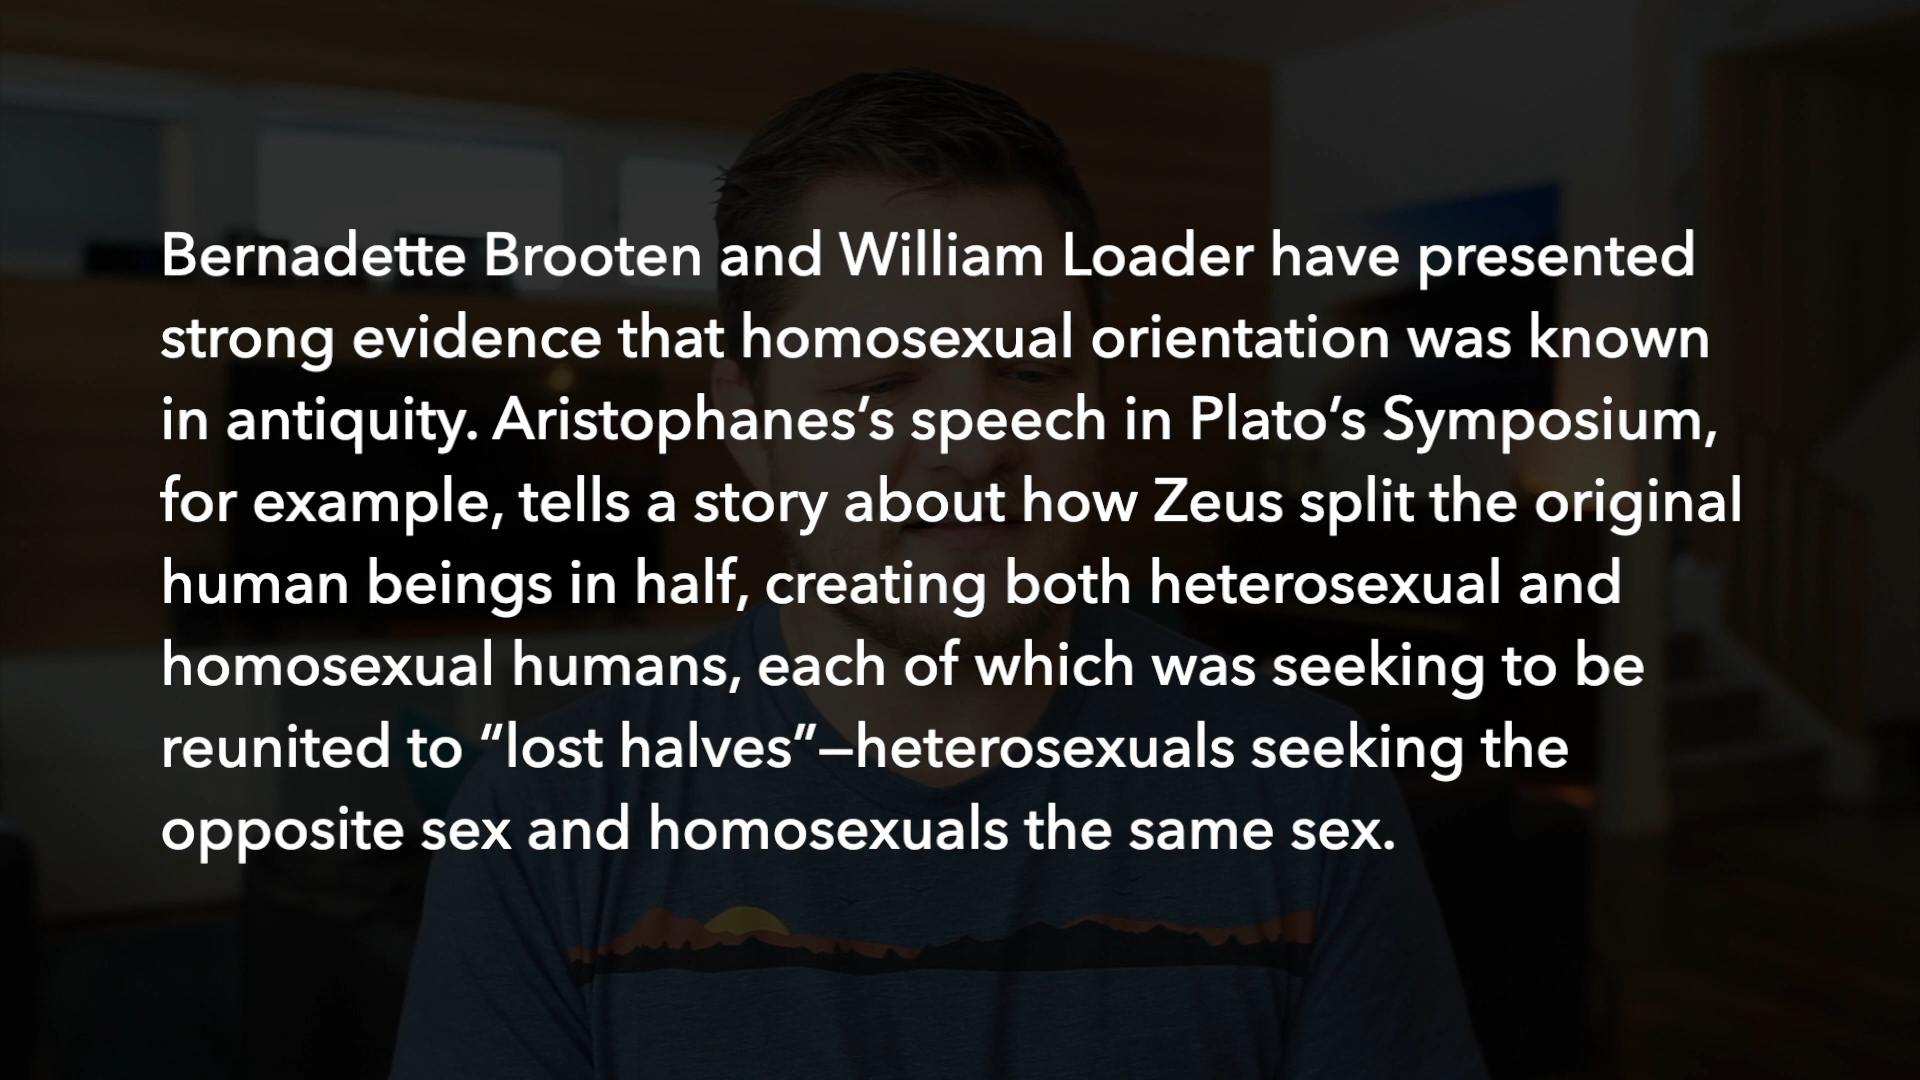 Bernadette Brooten and William Loader have presented
strong evidence that homosexual orientation was known
in antiquity. Aristophanes’s speech in Plato’s Symposium,
for example, tells a story about how Zeus split the original
human beings in half, creating both heterosexual and
homosexual humans, each of which was seeking to be
reunited to “lost halves”—heterosexuals seeking the
opposite sex and homosexuals the same sex.